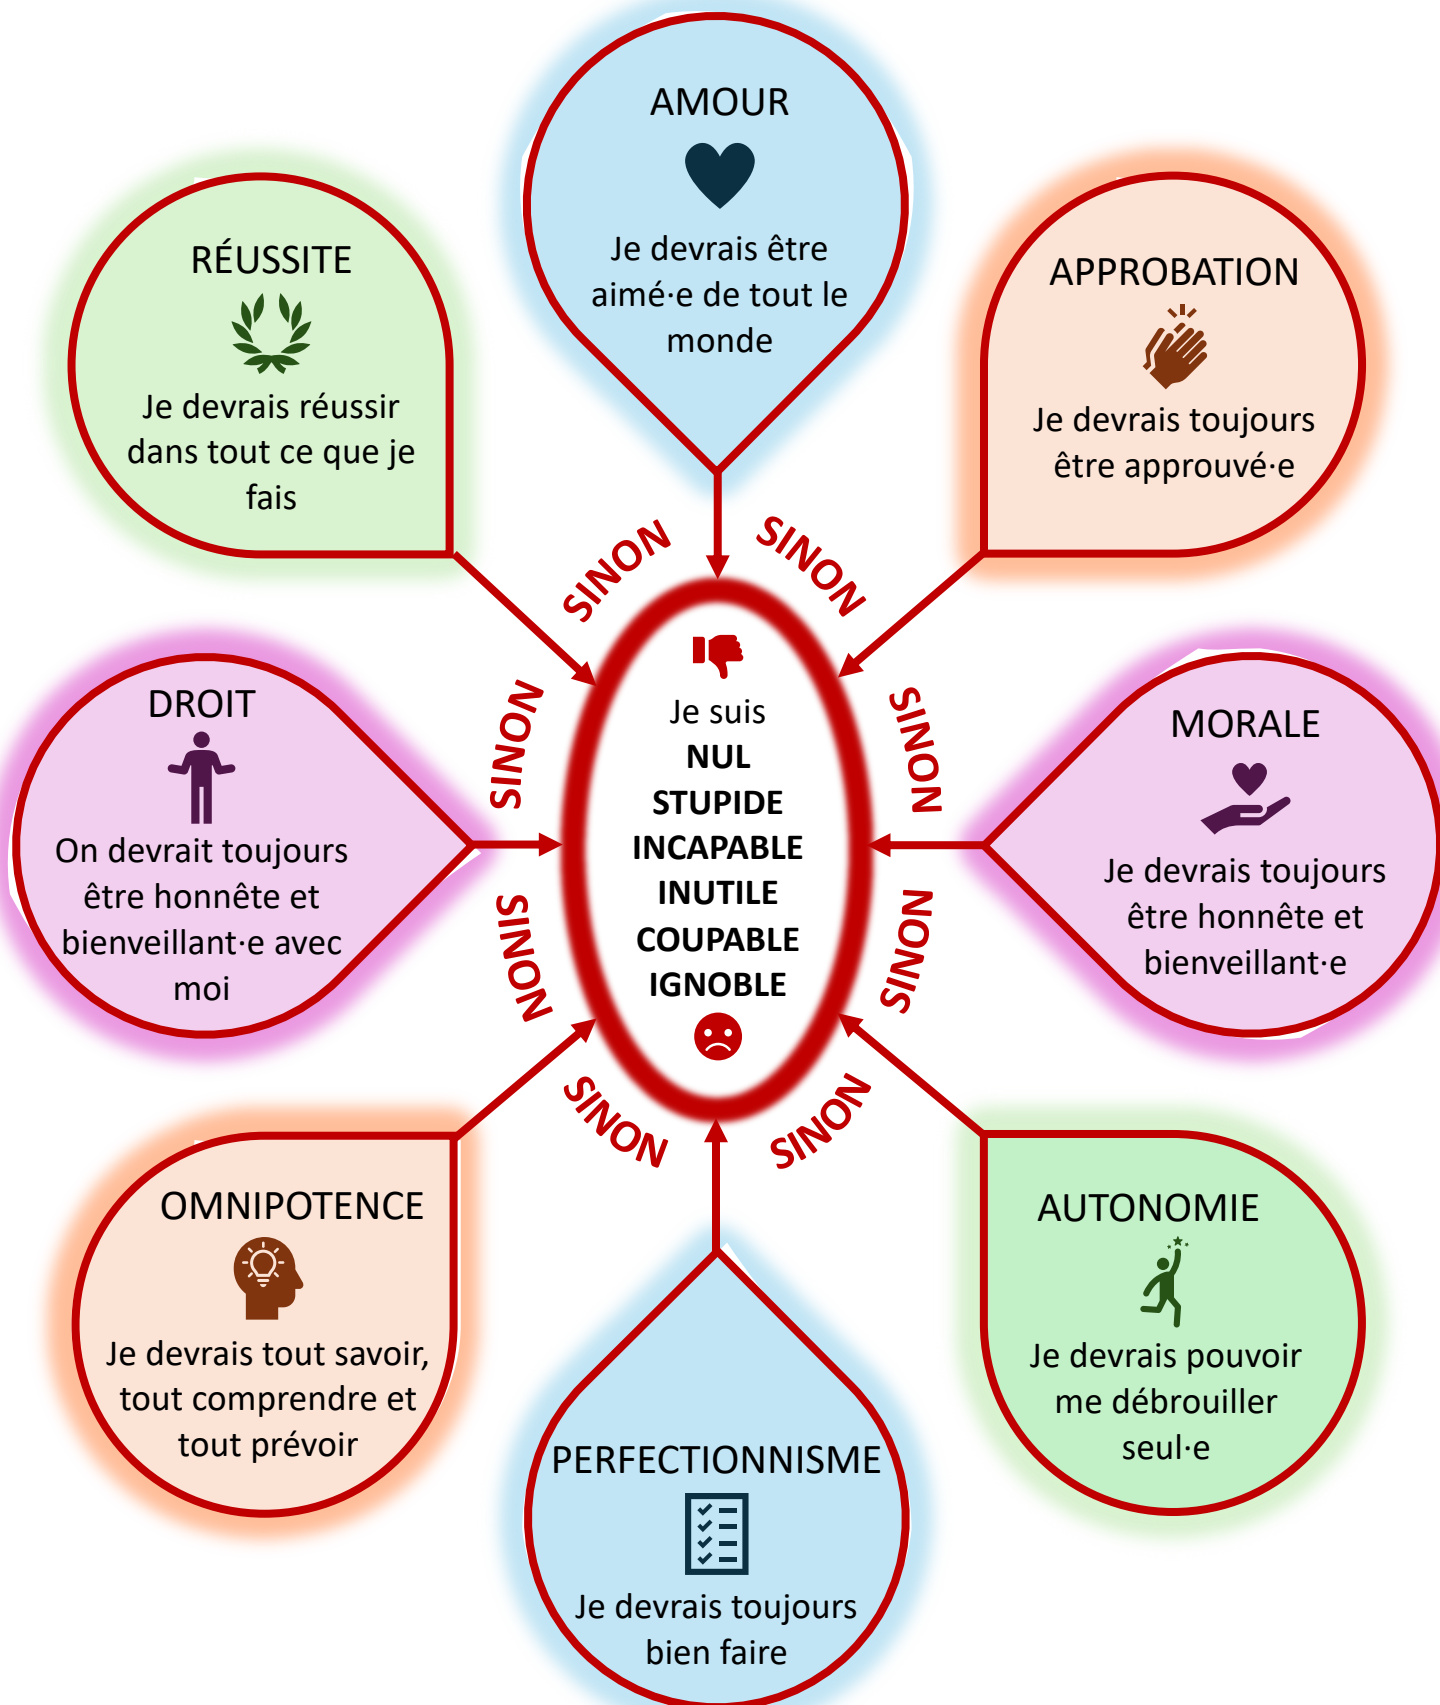 AMOUR
Je devrais être
aimé·e de tout le
monde
APPROBATION
Je devrais toujours
être approuvé·e
MORALE
Je devrais toujours
être honnête et
bienveillant·e
AUTONOMIE
Je devrais pouvoir
me débrouiller
seul·e
PERFECTIONNISME
Je devrais toujours
bien faire
OMNIPOTENCE
Je devrais tout savoir,
tout comprendre et
tout prévoir
DROIT
On devrait toujours
être honnête et
bienveillant·e avec
moi
RÉUSSITE
Je devrais réussir
dans tout ce que je
fais
SINON
SINON
SINON
SINON
SINON
SINON
SINON
SINON
Je suis
NUL
STUPIDE
INCAPABLE
INUTILE
COUPABLE
IGNOBLE